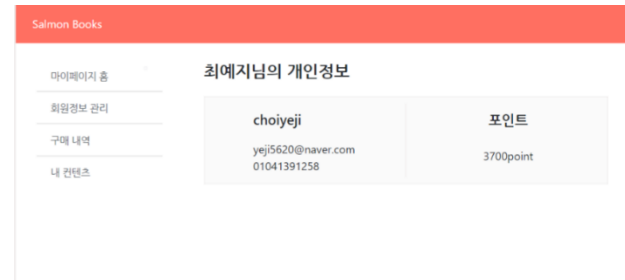 Salmon Books
마이페이지 홈
회원정보 관리
구매 내역
내 컨텐츠
최예지님의 개인정보
choiyeji
yeji5620@naver.com
01041391258
포인트
3700point